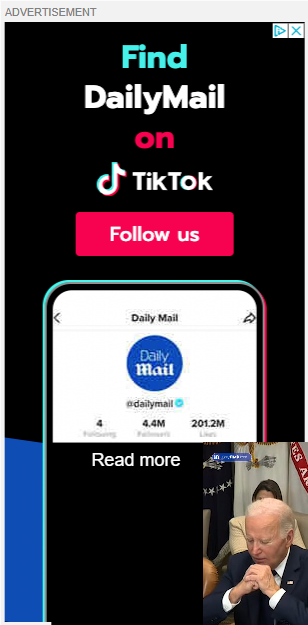 ADVERTISEMENT
Find
DailyMail
on
TikTok
Follow us
Daily Mail
Daily
Mail
@dailymail
4 4.4M 201.2M
Following Followers Likes
Read more